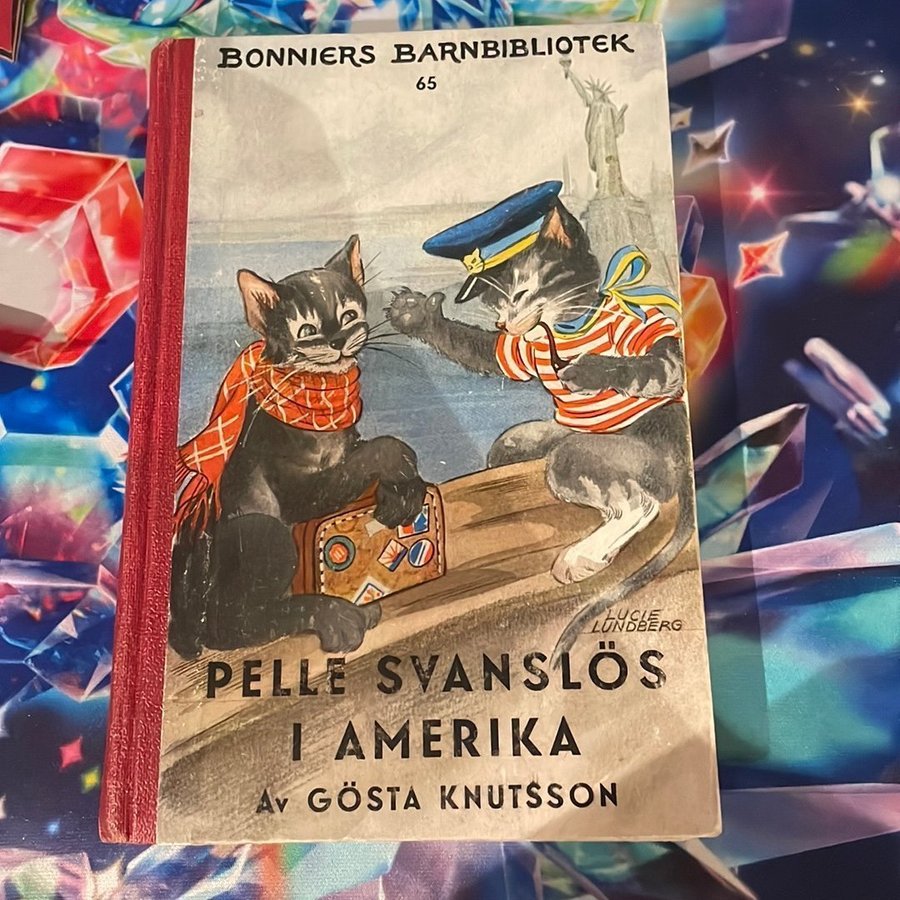 BONNIERS BARNBIBLIOTEK
65
LUCIE
LUNDBERG
PELLE SVANSLÖS
I AMERIKA
AV GÖSTA KNUTSSON